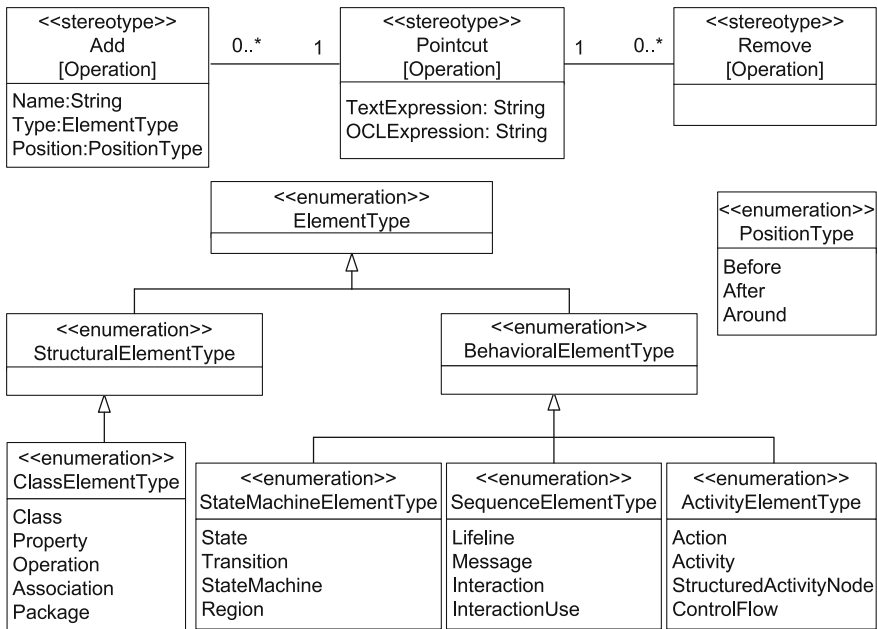 <<stereotype>>
Add
[Operation]
Name:String
Type:ElementType
Position:PositionType
0..*
1
<<stereotype>>
Pointcut
[Operation]
TextExpression: String
OCLExpression: String
1
0..*
<<stereotype>>
Remove
[Operation]
<<enumeration>>
ElementType
<<enumeration>>
PositionType
Before
After
Around
<<enumeration>>
StructuralElementType
<<enumeration>>
BehavioralElementType
<<enumeration>>
ClassElementType
Class
Property
Operation
Association
Package
<<enumeration>>
StateMachineElementType
State
Transition
StateMachine
Region
<<enumeration>>
SequenceElementType
Lifeline
Message
Interaction
InteractionUse
<<enumeration>>
ActivityElementType
Action
Activity
StructuredActivityNode
ControlFlow